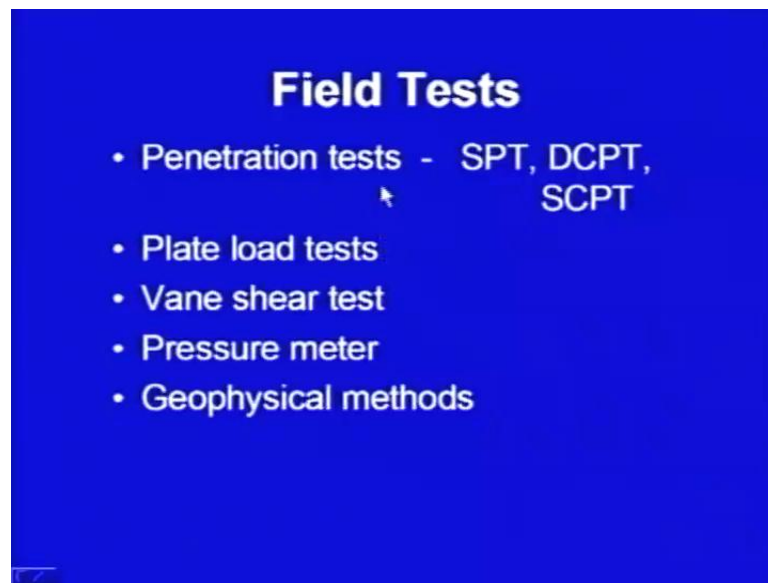 Field Tests
• Penetration tests - SPT, DCPT,
SCPT
• Plate load tests
• Vane shear test
• Pressure meter
• Geophysical methods